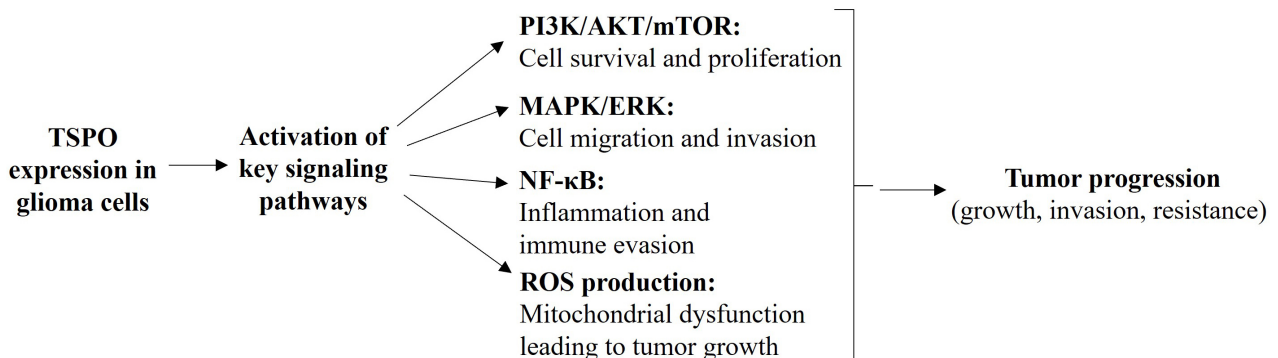 TSPO
expression in
glioma cells
Activation of
key signaling
pathways
PI3K/AKT/mTOR:
Cell survival and proliferation
MAPK/ERK:
Cell migration and invasion
NF-κB:
Inflammation and
immune evasion
ROS production:
Mitochondrial dysfunction
leading to tumor growth
Tumor progression
(growth, invasion, resistance)